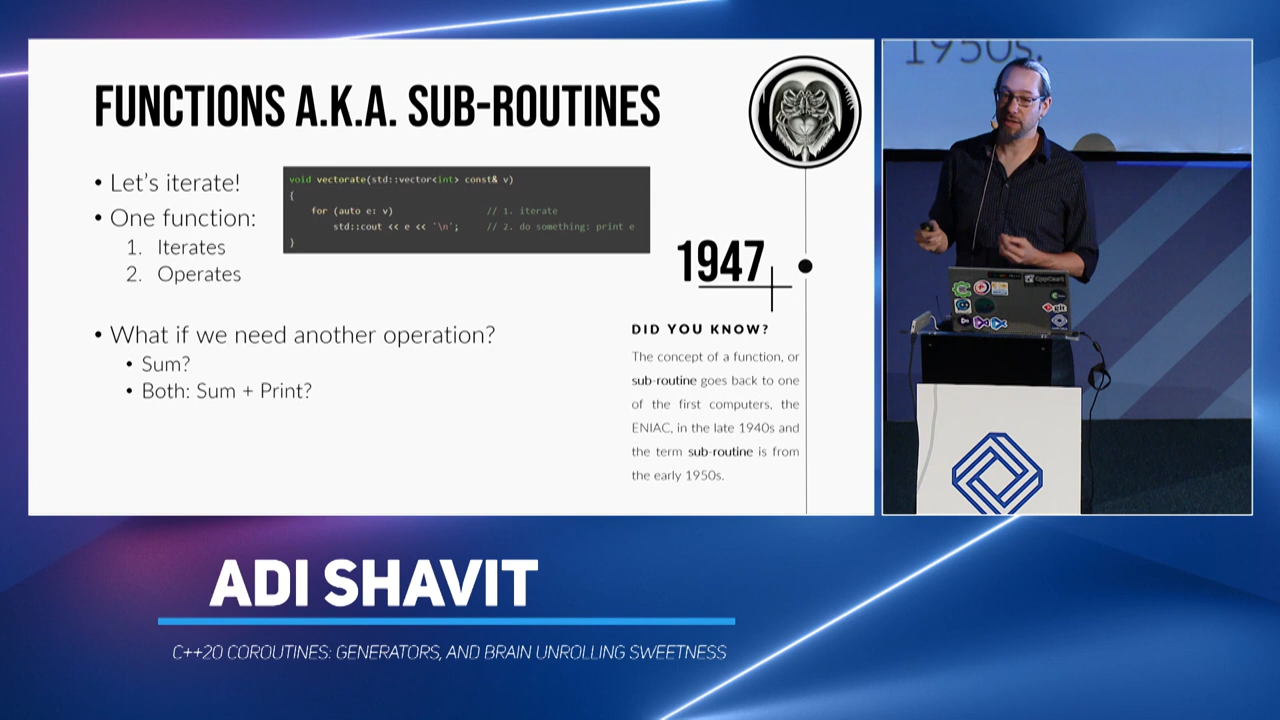 FUNCTIONS A.K.A. SUB-ROUTINES
• Let's iterate!
• One function:
1. Iterates
2. Operates
void vectorate(std::vector<int> const& v)
{
for (auto e: v) // 1. iterate
std::cout << e << '\n'; // 2. do something: print e
}
• What if we need another operation?
• Sum?
• Both: Sum + Print?
1947
DID YOU KNOW?
The concept of a function, or
sub-routine goes back to one
of the first computers, the
ENIAC, in the late 1940s and
the term sub-routine is from
the early 1950s.
1950s.
git
ADI SHAVIT
C++20 COROUTINES: GENERATORS, AND BRAIN UNROLLING SWEETNESS